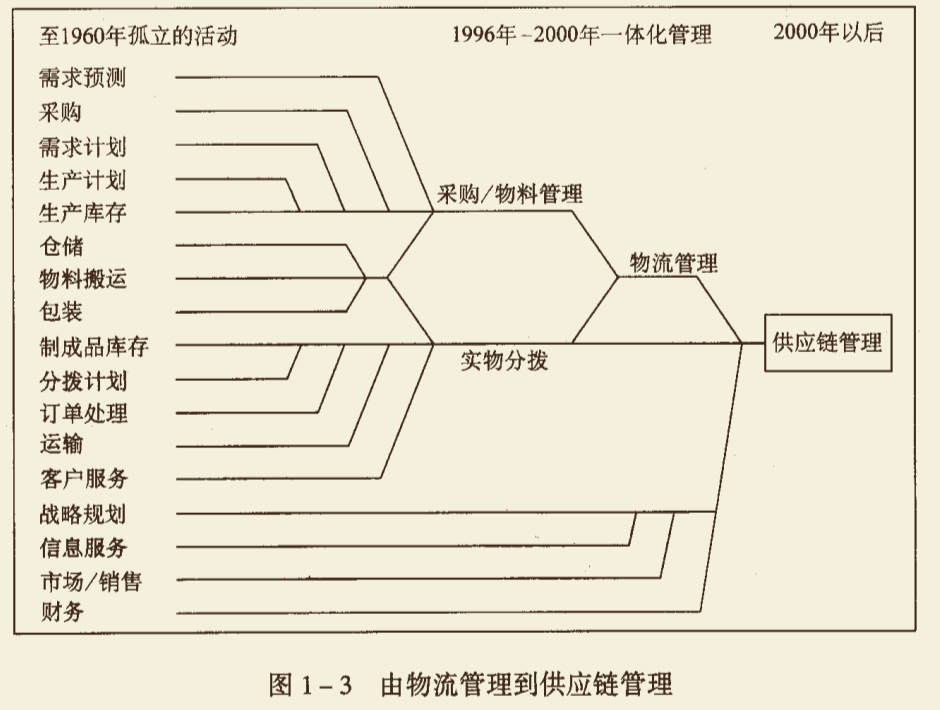 至1960年孤立的活动 1996年-2000年一体化管理 2000年以后
需求预测
采购
需求计划
生产计划
采购/物料管理
生产库存
仓储
物流管理
物料搬运
包装
制成品库存
供应链管理
实物分拨
分拨计划
订单处理
运输
客户服务
战略规划
信息服务
市场/销售
财务
图1-3 由物流管理到供应链管理